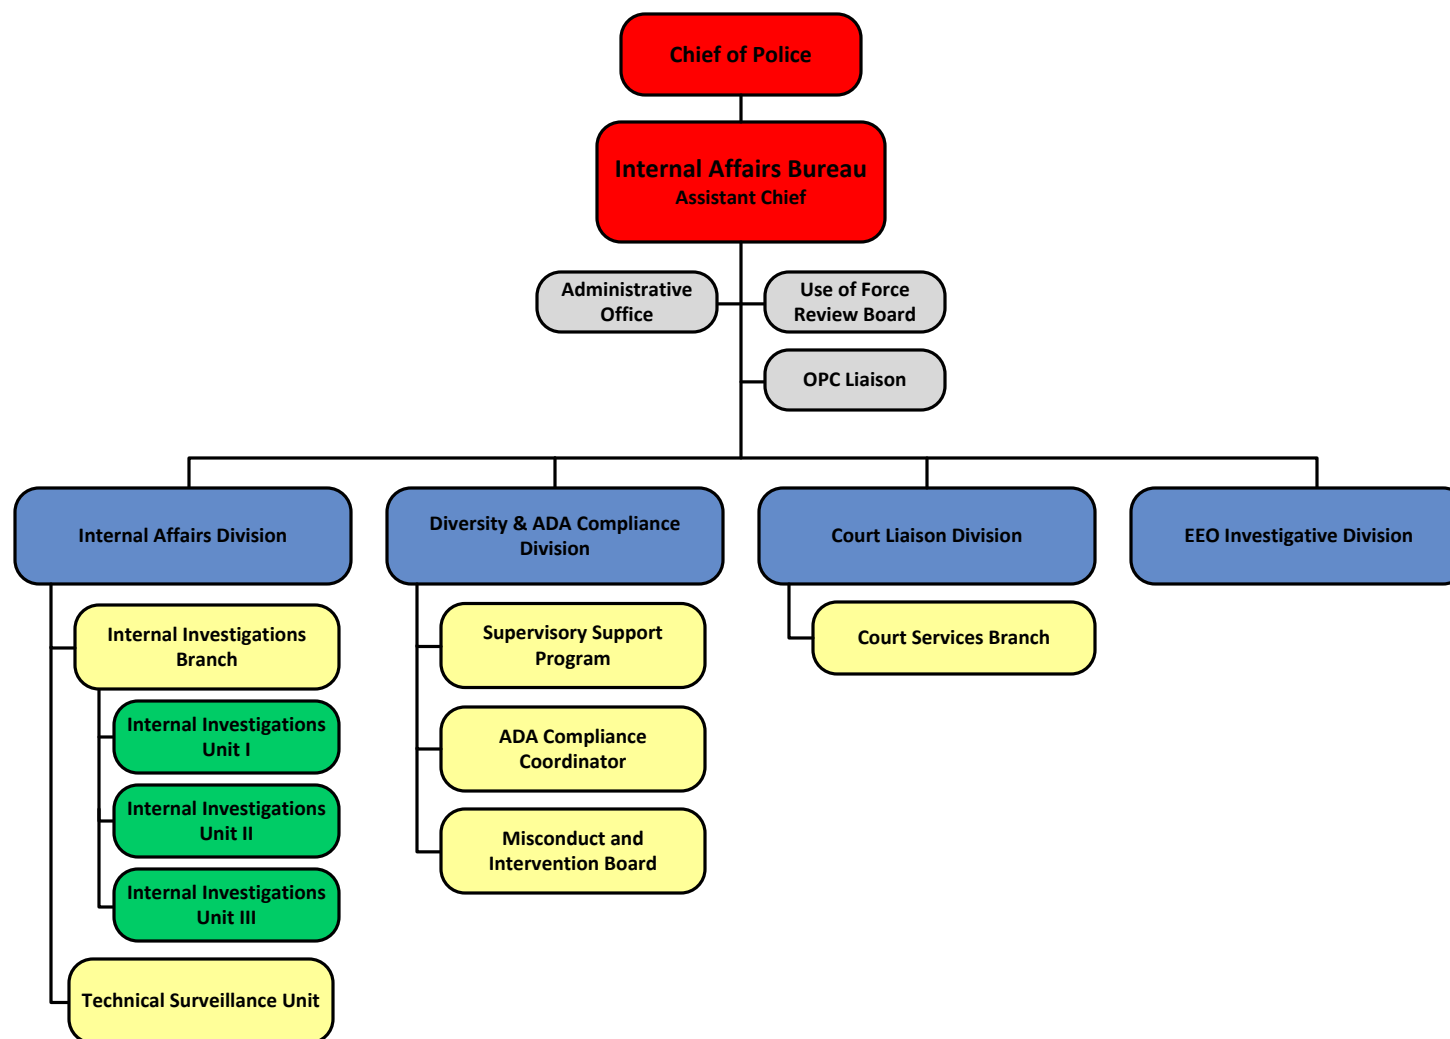 Chief of Police
Internal Affairs Bureau
Assistant Chief
Administrative
Office
Use of Force
Review Board
OPC Liaison
Internal Affairs Division
Diversity & ADA Compliance
Division
Court Liaison Division
EEO Investigative Division
Internal Investigations
Branch
Internal Investigations
Unit I
Internal Investigations
Unit II
Internal Investigations
Unit III
Technical Surveillance Unit
Supervisory Support
Program
ADA Compliance
Coordinator
Misconduct and
Intervention Board
Court Services Branch